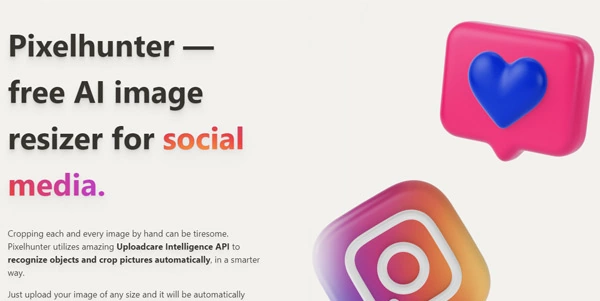 Pixelhunter —
free AI image
resizer for social
media.
Cropping each and every image by hand can be tiresome.
Pixelhunter utilizes amazing Uploadcare Intelligence API to
recognize objects and crop pictures automatically, in a smarter
way.
Just upload your image of any size and it will be automatically